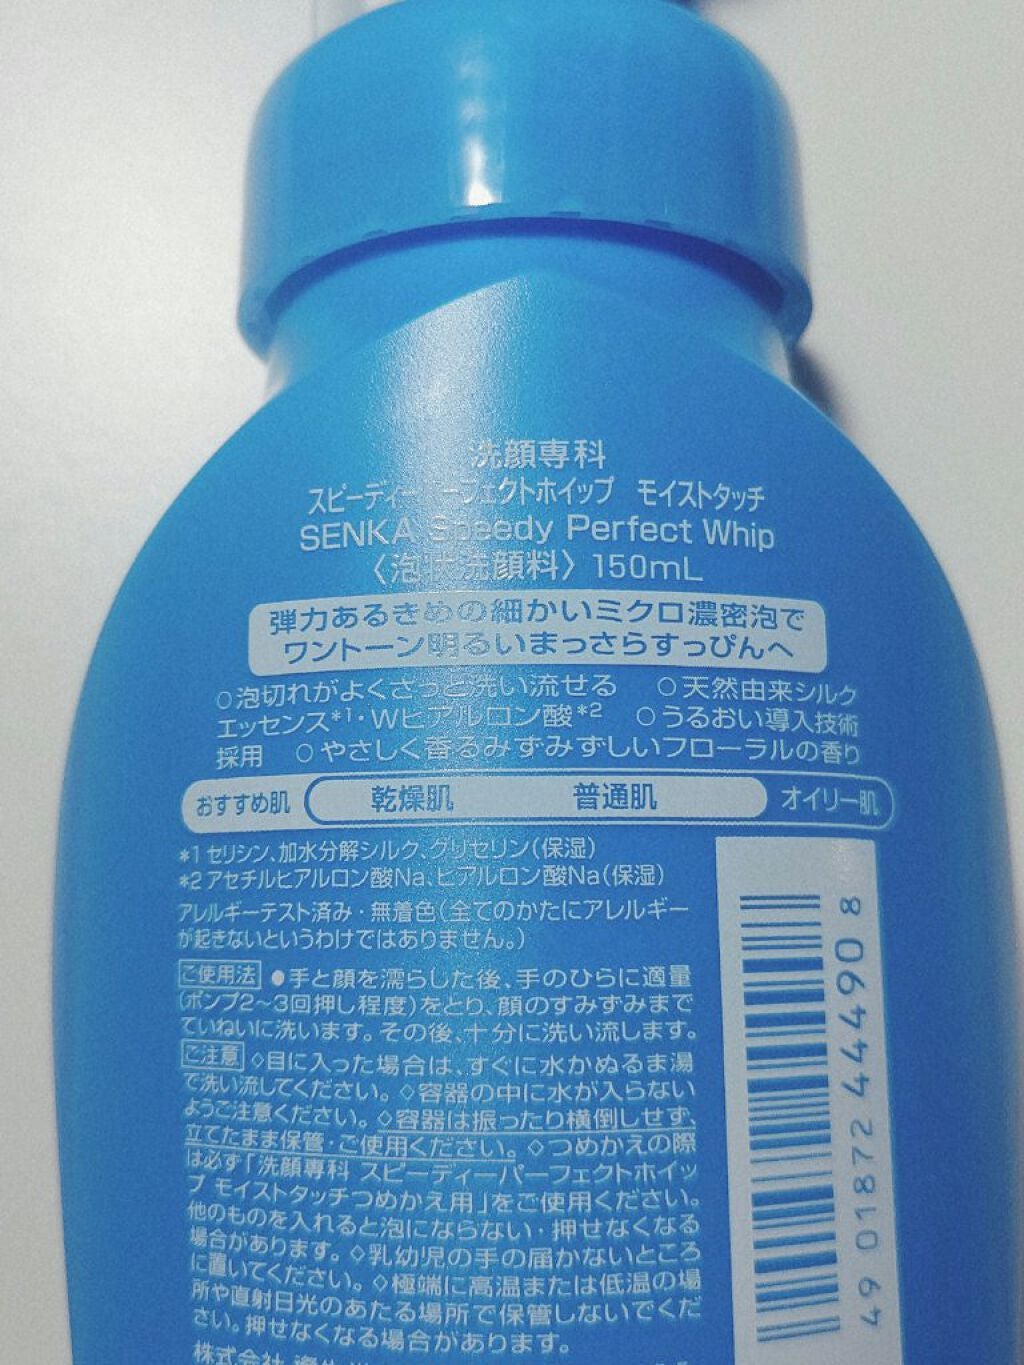 洗顔専科
スピーディーパーフェクトホイップ モイストタッチ
SENKA Speedy Perfect Whip
〈泡状洗顔料〉150mL
弾力あるきめの細かいミクロ濃密泡で
ワントーン明るいまっさらすっぴんへ
○泡切れがよくさっと洗い流せる ○天然由来シルク
エッセンス*1・Wヒアルロン酸*2 ○うるおい導入技術
採用 ○やさしく香るみずみずしいフローラルの香り
おすすめ肌 乾燥肌 普通肌 オイリー肌
*1 セリシン、加水分解シルク、グリセリン(保湿)
*2 アセチルヒアルロン酸Na、ヒアルロン酸Na(保湿)
アレルギーテスト済み・無着色(全てのかたにアレルギー
が起きないというわけではありません。)
ご使用法 ●手と顔を濡らした後、手のひらに適量
(ポンプ2〜3回押し程度)をとり、顔のすみずみまで
ていねいに洗います。その後、十分に洗い流します。
ご注意 ◇目に入った場合は、すぐに水かぬるま湯
で洗い流してください。◇容器の中に水が入らない
ようご注意ください。◇容器は振ったり横倒しせず、
立てたまま保管・ご使用ください。◇つめかえの際
は必ず「洗顔専科 スピーディーパーフェクトホイッ
プ モイストタッチつめかえ用」をご使用ください。
他のものを入れると泡にならない・押せなくなる
場合があります。◇乳幼児の手の届かないところ
に置いてください。◇極端に高温または低温の場
所や直射日光のあたる場所で保管しないでくだ
さい。押せなくなる場合があります。
株式会社
49 01872 444908